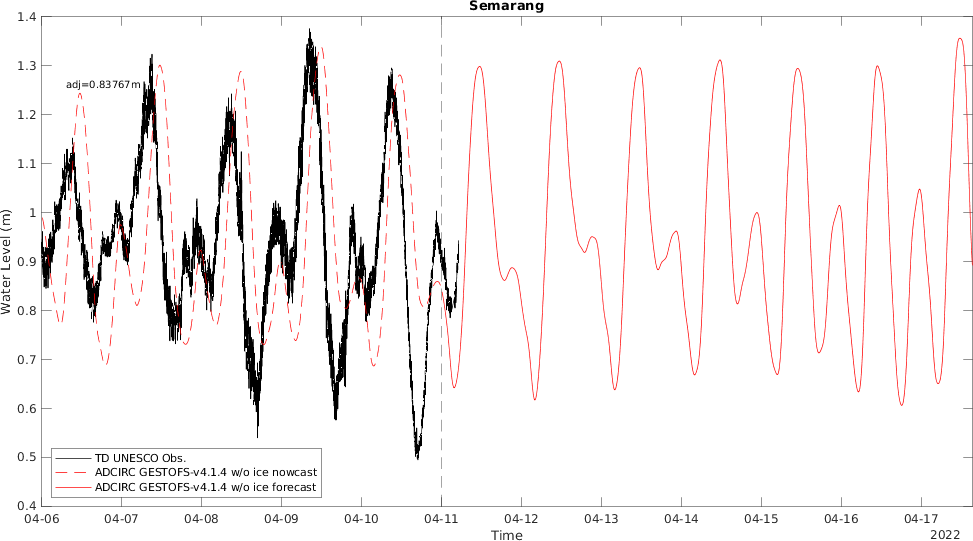 Semarang
1.4
1.3
adj=0.83767m
1.2
1.1
1
0.9
0.8
0.7
0.6
0.5
0.4
Water Level (m)
TD UNESCO Obs.
ADCIRC GESTOFS-v4.1.4 w/o ice nowcast
ADCIRC GESTOFS-v4.1.4 w/o ice forecast
04-06 04-07 04-08 04-09 04-10 04-11 04-12 04-13 04-14 04-15 04-16 04-17
Time
2022